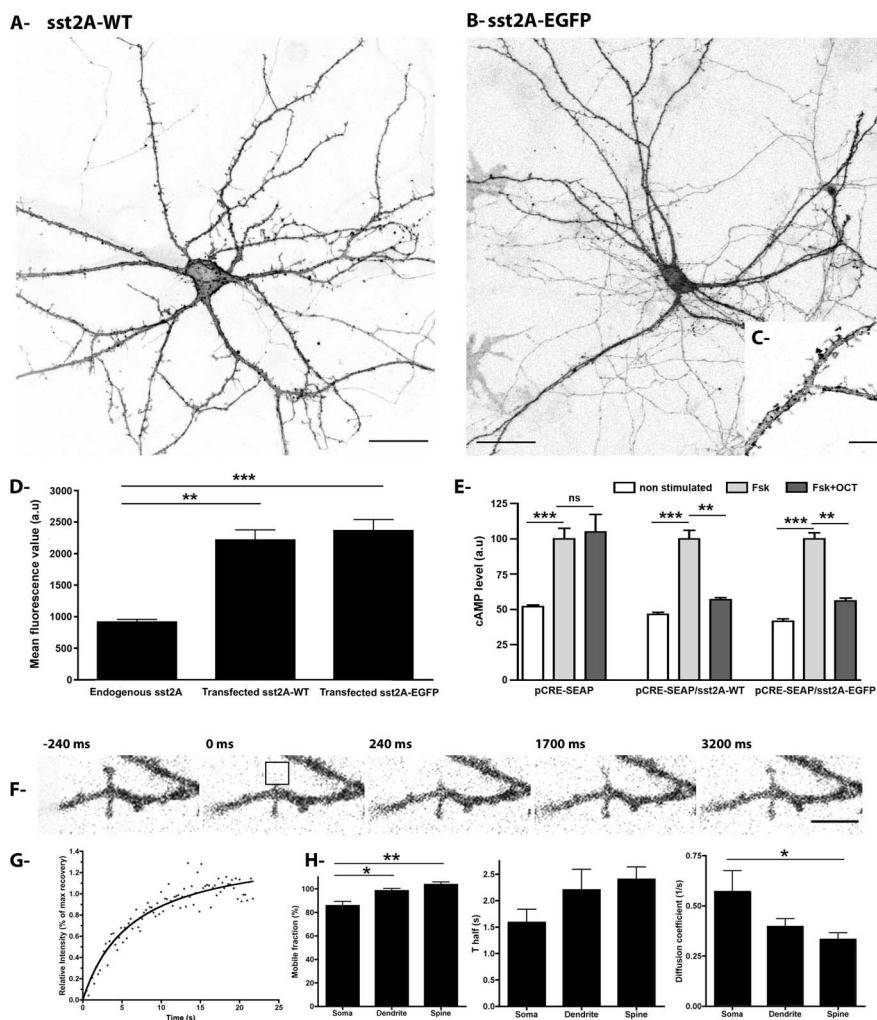 A- sst2A-WT
B- sst2A-EGFP
C-
D-
***
**
3000
2500
2000
1500
1000
500
0
Mean fluorescence value (a.u)
Endogenous sst2A
Transfected sst2A-WT
Transfected sst2A-EGFP
E-
non stimulated
Fsk
Fsk+OCT
125
100
75
50
25
0
cAMP level (a.u)
*** ns
*** **
*** **
pCRE-SEAP
pCRE-SEAP/sst2A-WT
pCRE-SEAP/sst2A-EGFP
F-
-240 ms
0 ms
240 ms
1700 ms
3200 ms
G-
Relative Intensity (% of max recovery)
1.4
1.2
1.0
0.8
0.6
0.4
0.2
0.0
0 5 10 15 20 25
Time (s)
H-
**
*
100
80
60
40
20
0
Mobile fraction (%)
Soma Dendrite Spine
2.5
2.0
1.5
1.0
0.5
0.0
T half (s)
Soma Dendrite Spine
*
0.75
0.50
0.25
0.00
Diffusion coefficient (1/s)
Soma Dendrite Spine